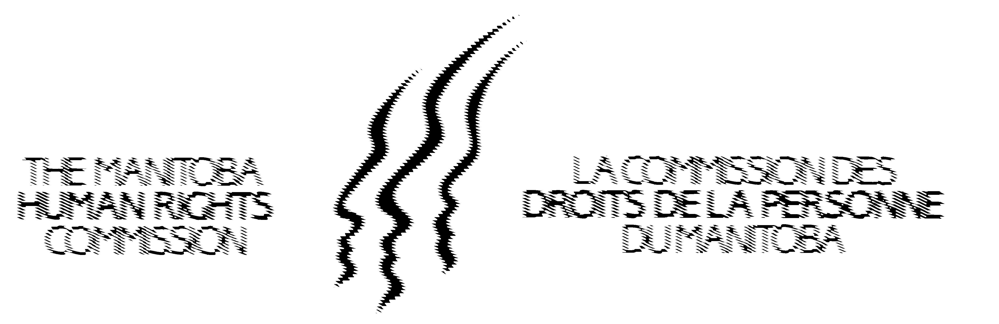 THE MANITOBA
HUMAN RIGHTS
COMMISSION
LA COMMISSION DES
DROITS DE LA PERSONNE
DU MANITOBA